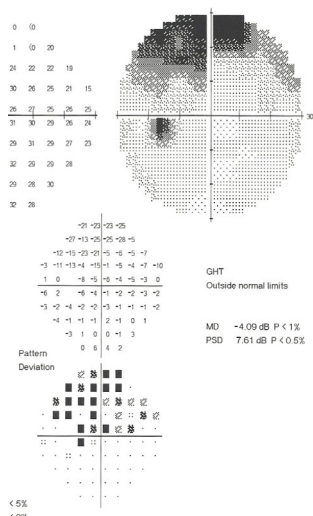 0 (0
1 (0 20
24 22 22 19
30 26 25 21 15
26 27 25 26 25
31 30 29 26 24
30
29 31 29 27 23
32 29 29 28
29 28 30
32 28
-21 -23 -23 -25
-27 -13 -25 -25 -28 -5
-12 -15 -23 -21 -5 -6 -5 -7
-3 -11 -13 -4 -15 -1 -5 -4 -7 -10
1 0 -8 -5 -4 -5 -4 -3 0
-6 2 -6 -4 -1 -2 -2 -3 -2
-3 -2 -4 -2 -2 -3 -1 -1 -1 -2
-4 -1 -1 -1 2 -1 0 1
-3 1 0 0 -1 3
0 6 4 2
GHT
Outside normal limits
MD -4.09 dB P < 1%
PSD 7.61 dB P < 0.5%
Pattern
Deviation
< 5%